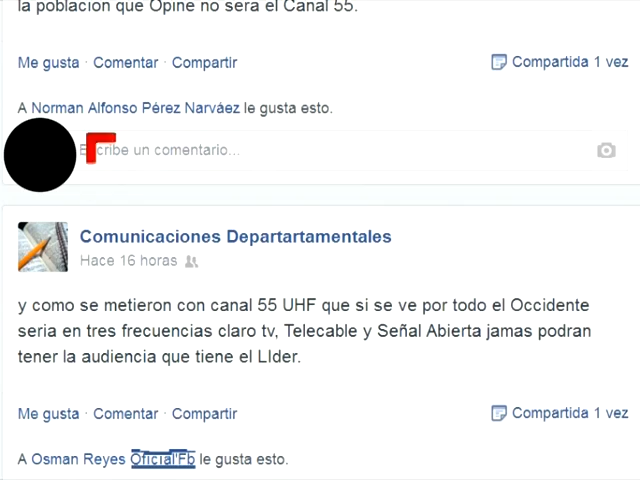 la poblacion que Opine no sera el Canal 55.
Me gusta · Comentar · Compartir
Compartida 1 vez
A Norman Alfonso Pérez Narváez le gusta esto.
Escribe un comentario...
Comunicaciones Departartamentales
Hace 16 horas
y como se metieron con canal 55 UHF que si se ve por todo el Occidente
seria en tres frecuencias claro tv, Telecable y Señal Abierta jamas podran
tener la audiencia que tiene el LIder.
Me gusta · Comentar · Compartir
Compartida 1 vez
A Osman Reyes Oficial'Fb le gusta esto.